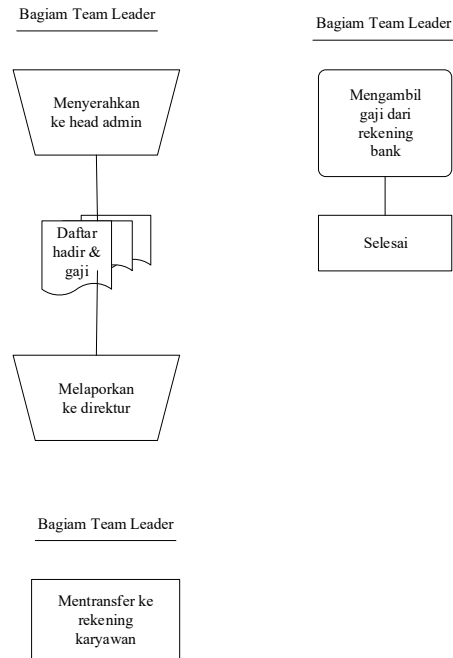 Bagiam Team Leader
Menyerahkan
ke head admin
Daftar
hadir &
gaji
Melaporkan
ke direktur
Bagiam Team Leader
Mengambil
gaji dari
rekening
bank
Selesai
Bagiam Team Leader
Mentransfer ke
rekening
karyawan